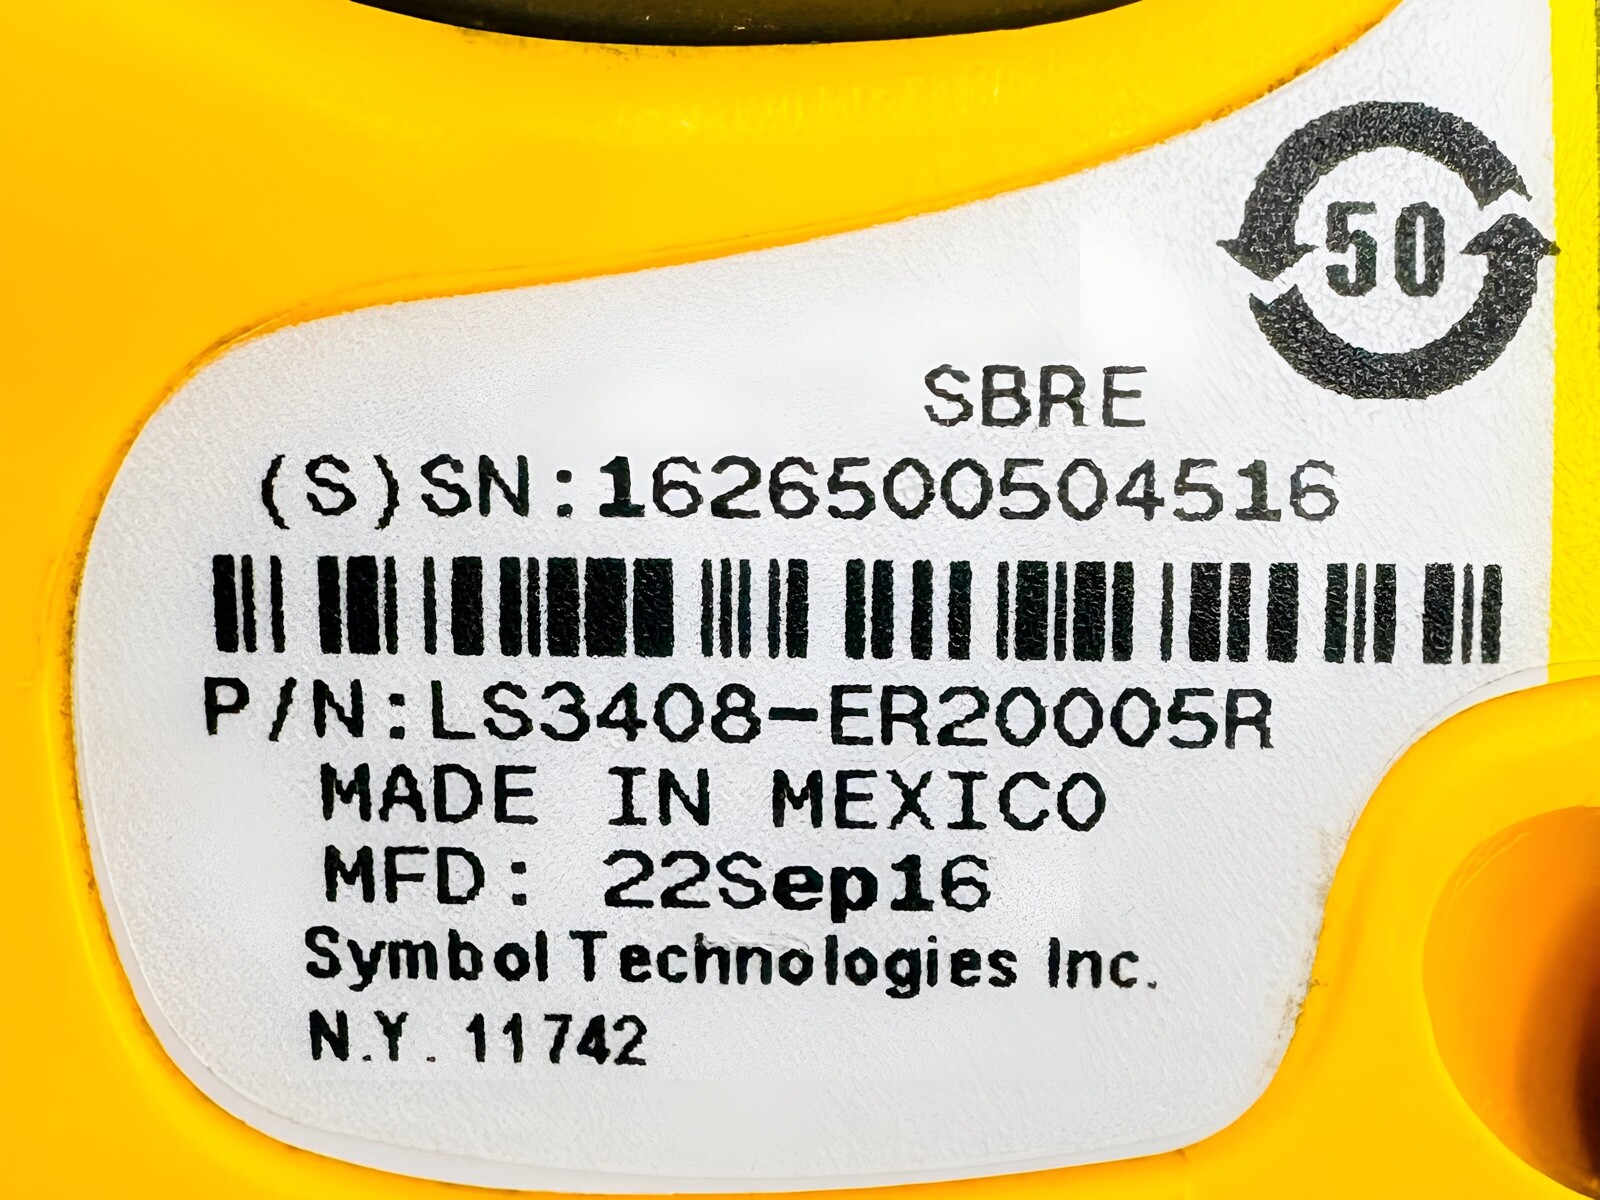 50
SBRE
(S)SN:1626500504516
P/N:LS3408-ER20005R
MADE IN MEXICO
MFD: 22Sep16
Symbol Technologies Inc.
N.Y. 11742